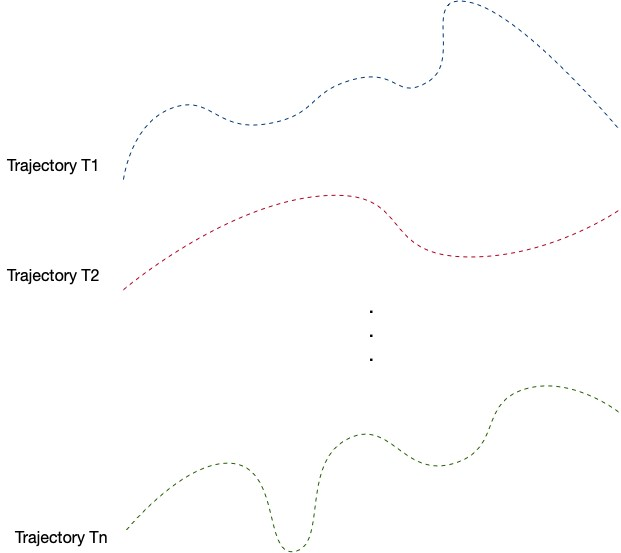 Trajectory T1
Trajectory T2
.
.
.
Trajectory Tn